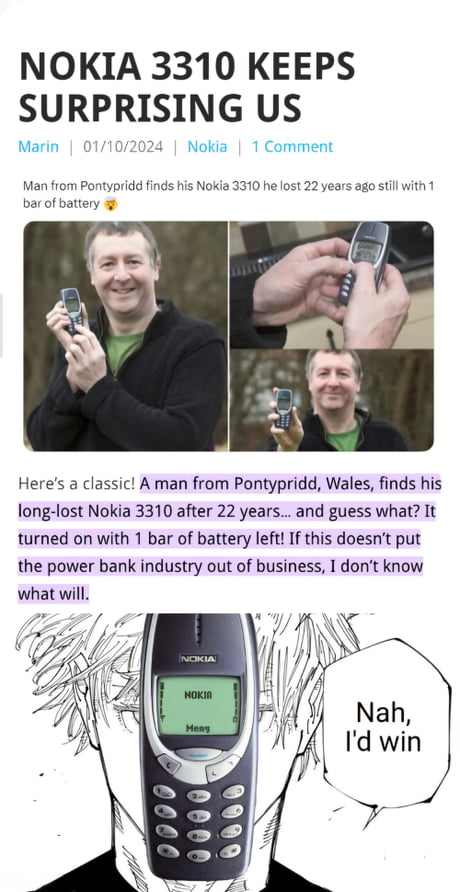 NOKIA 3310 KEEPS
SURPRISING US
Marin | 01/10/2024 | Nokia | 1 Comment
Man from Pontypridd finds his Nokia 3310 he lost 22 years ago still with 1
bar of battery 🤯
Here's a classic! A man from Pontypridd, Wales, finds his
long-lost Nokia 3310 after 22 years... and guess what? It
turned on with 1 bar of battery left! If this doesn't put
the power bank industry out of business, I don't know
what will.
NOKIA
NOKIA
Menu
Nah,
I'd win